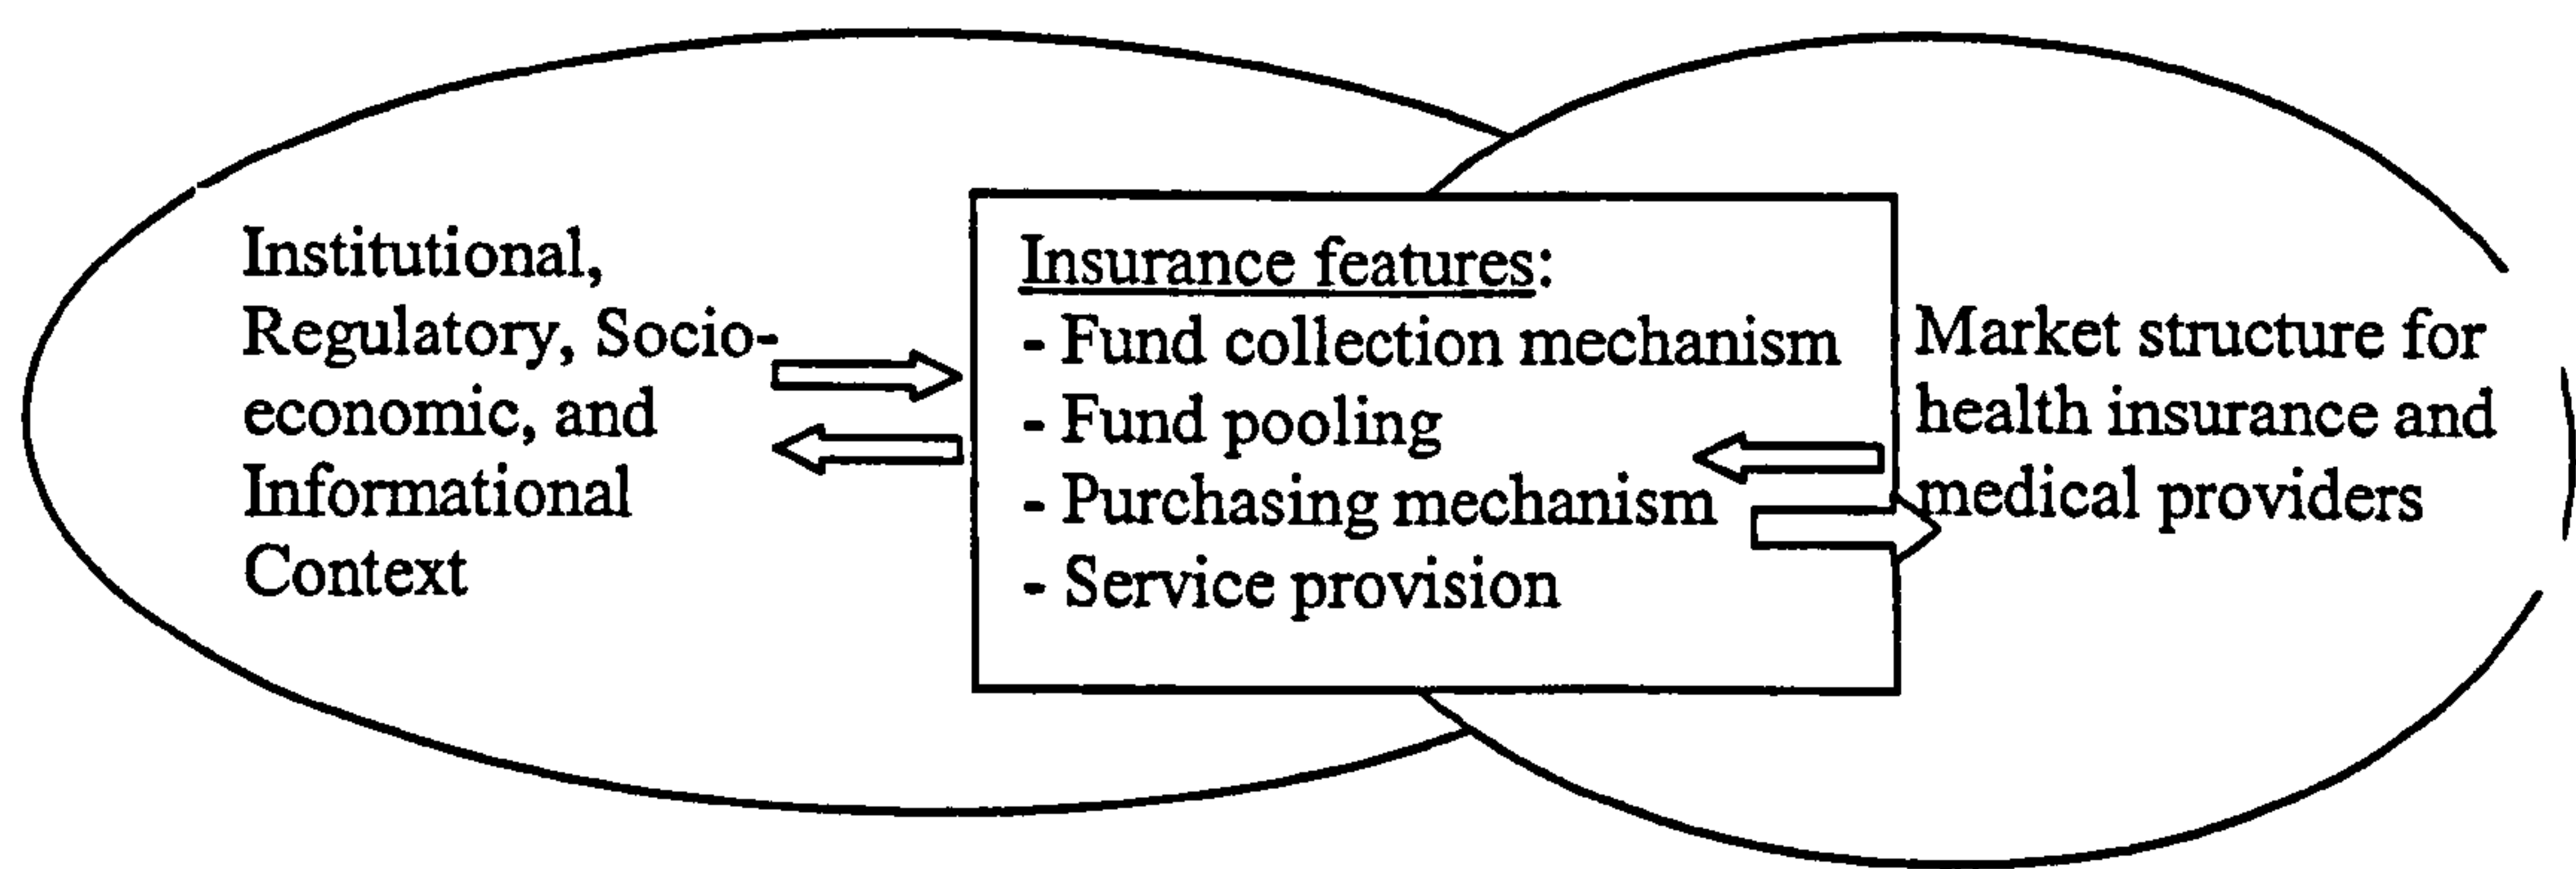 Institutional,
Regulatory, Socio-
economic, and
Informational
Context
Insurance features:
- Fund collection mechanism
- Fund pooling
- Purchasing mechanism
- Service provision
Market structure for
health insurance and
medical providers